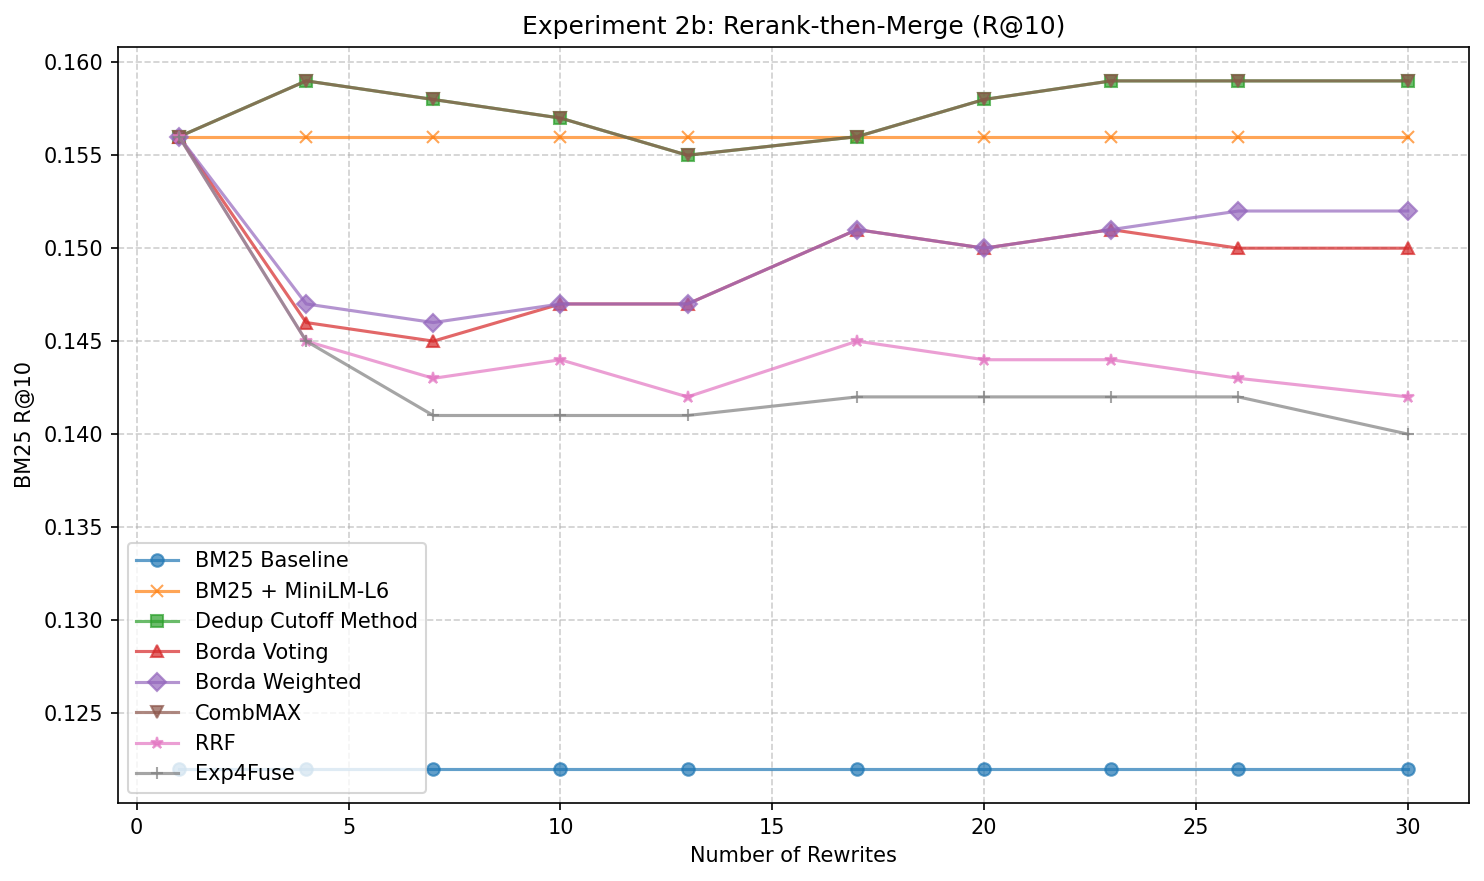 Experiment 2b: Rerank-then-Merge (R@10)
BM25 R@10
0.160
0.155
0.150
0.145
0.140
0.135
0.130
0.125
BM25 Baseline
BM25 + MiniLM-L6
Dedup Cutoff Method
Borda Voting
Borda Weighted
CombMAX
RRF
Exp4Fuse
0 5 10 15 20 25 30
Number of Rewrites